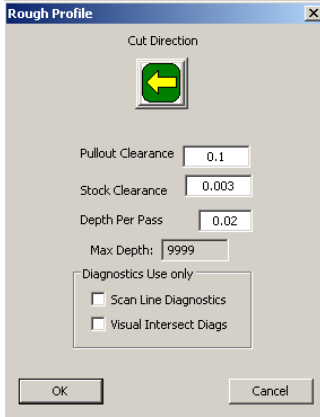 Rough Profile
Cut Direction
Pullout Clearance 0.1
Stock Clearance 0.003
Depth Per Pass 0.02
Max Depth: 9999
Diagnostics Use only
Scan Line Diagnostics
Visual Intersect Diags
OK Cancel